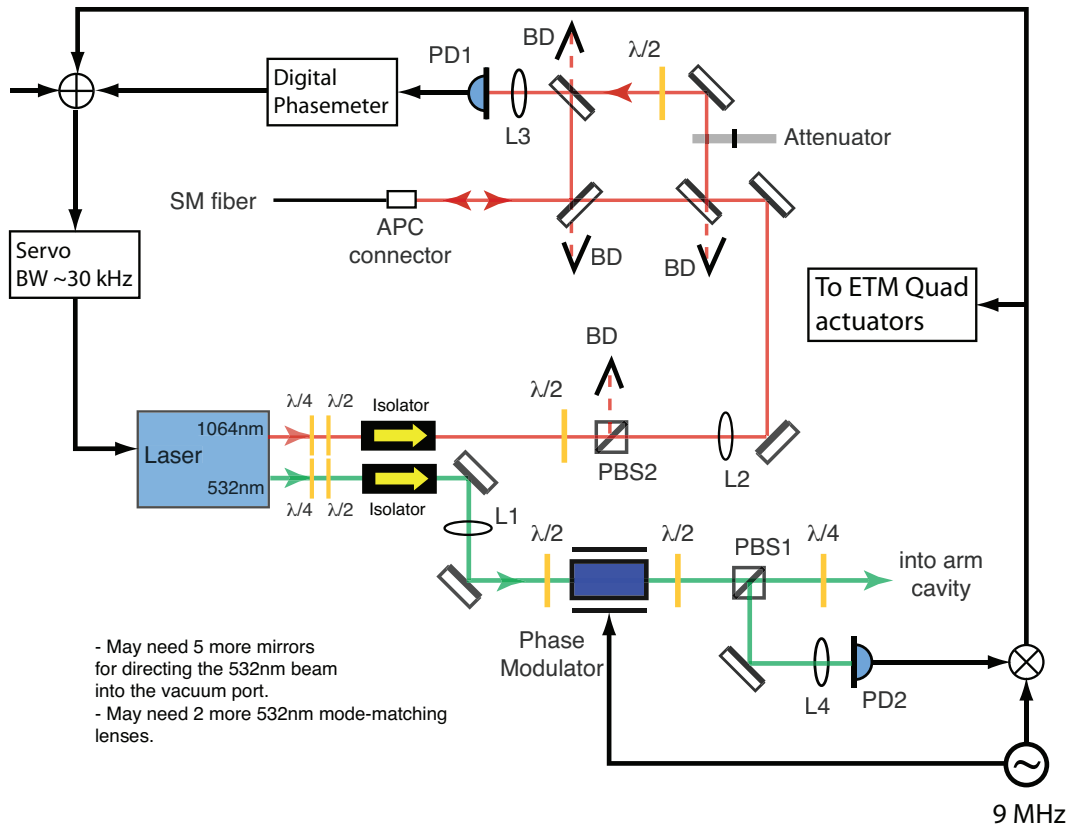 BD
PD1
λ/2
Digital
Phasemeter
L3
Attenuator
SM fiber
APC
connector
BD
BD
Servo
BW ~30 kHz
To ETM Quad
actuators
BD
λ/2
λ/4
λ/2
Isolator
1064nm
Laser
532nm
PBS2
L2
λ/4
λ/2
Isolator
L1
λ/2
λ/2
PBS1
λ/4
into arm
cavity
Phase
Modulator
L4
PD2
- May need 5 more mirrors
for directing the 532nm beam
into the vacuum port.
- May need 2 more 532nm mode-matching
lenses.
9 MHz